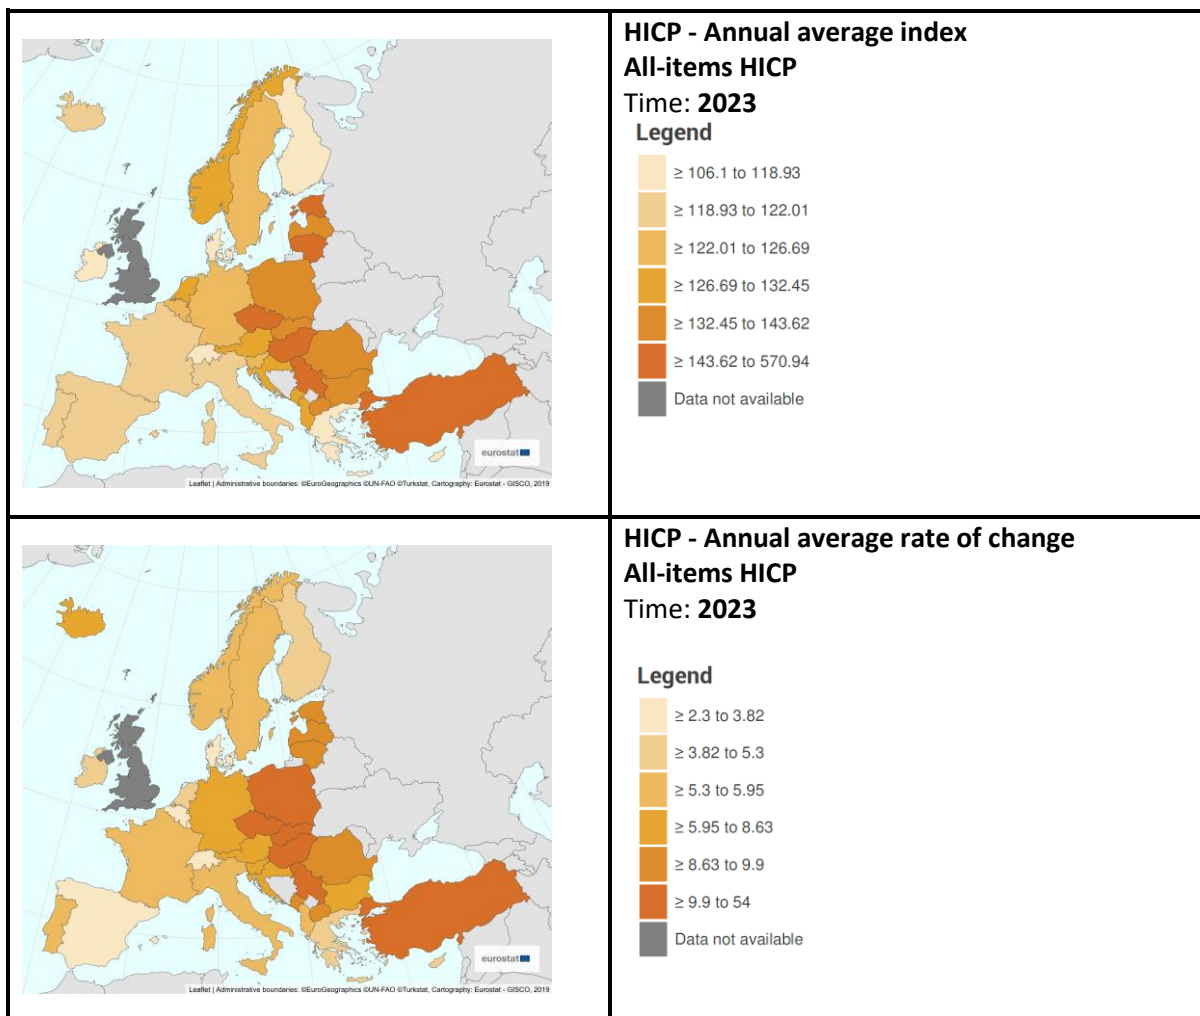 HICP - Annual average index
All-items HICP
Time: 2023
Legend
≥ 106.1 to 118.93
≥ 118.93 to 122.01
≥ 122.01 to 126.69
≥ 126.69 to 132.45
≥ 132.45 to 143.62
≥ 143.62 to 570.94
Data not available
eurostat
Leaflet | Administrative boundaries: ©EuroGeographics ©UN-FAO ©Turkstat, Cartography: Eurostat - GISCO, 2019
HICP - Annual average rate of change
All-items HICP
Time: 2023
Legend
≥ 2.3 to 3.82
≥ 3.82 to 5.3
≥ 5.3 to 5.95
≥ 5.95 to 8.63
≥ 8.63 to 9.9
≥ 9.9 to 54
Data not available
eurostat
Leaflet | Administrative boundaries: ©EuroGeographics ©UN-FAO ©Turkstat, Cartography: Eurostat - GISCO, 2019